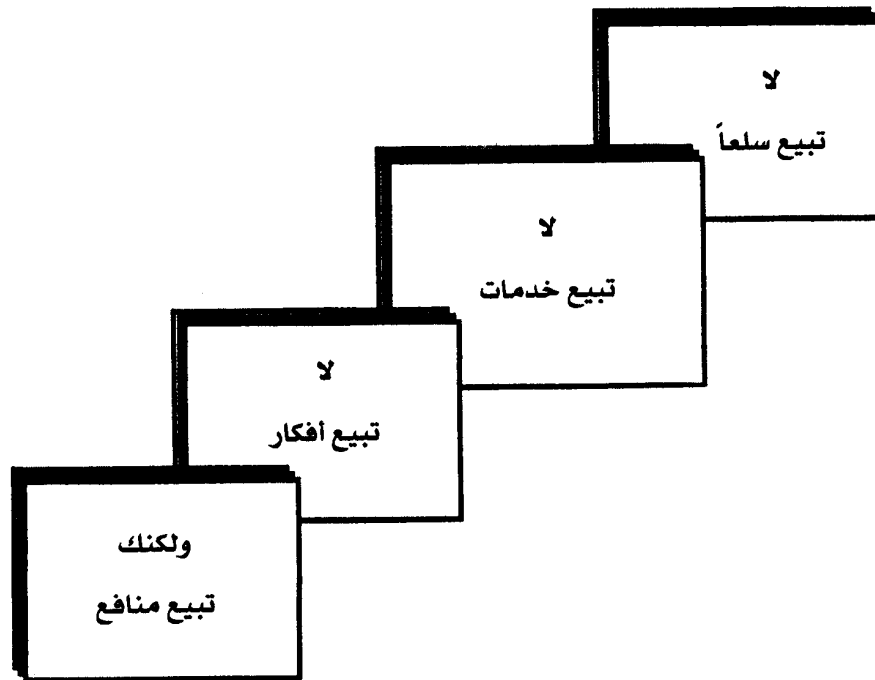 لا
تبيع سلعاً
لا
تبيع خدمات
لا
تبيع أفكار
ولكنك
تبيع منافع